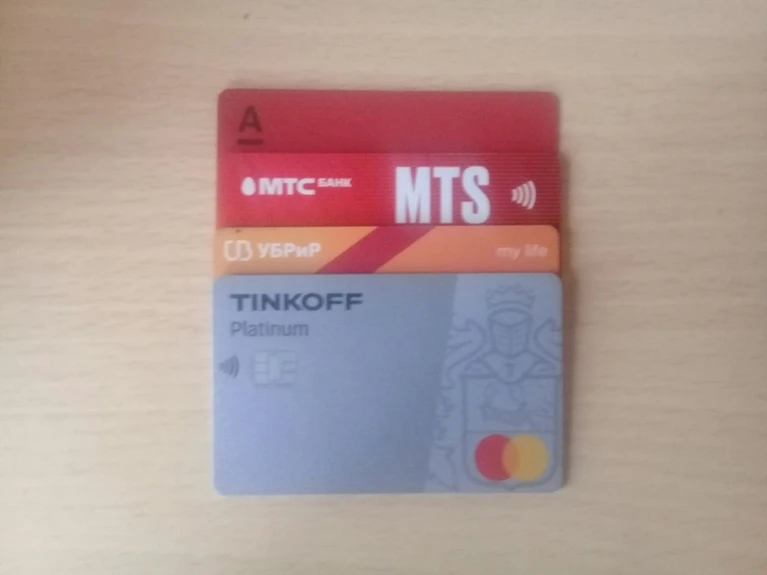 А
МТС БАНК MTS
УБРиР my life
TINKOFF
Platinum